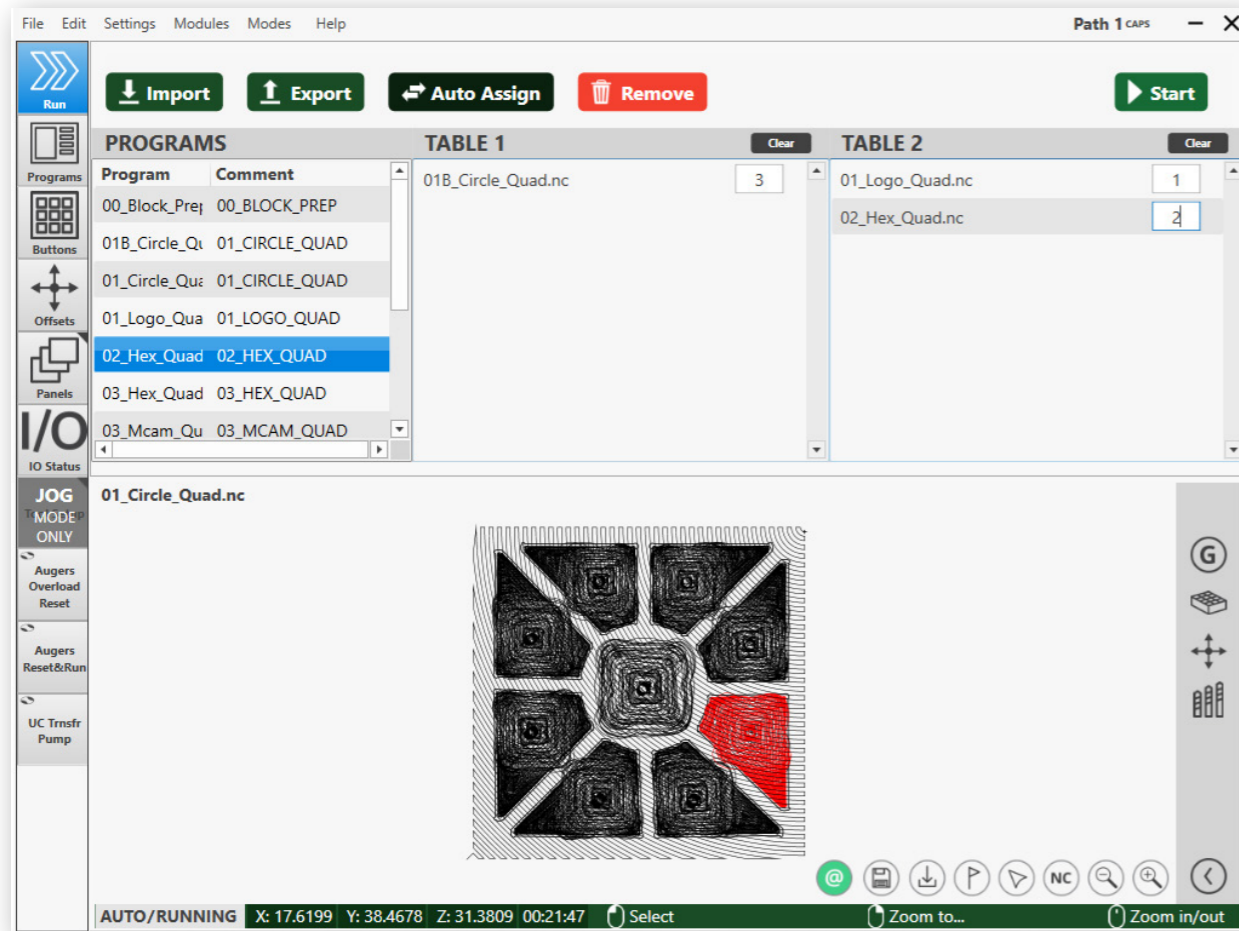 File Edit Settings Modules Modes Help Path 1 CAPS
Run
Import Export Auto Assign Remove Start
PROGRAMS
Program Comment
00_Block_Prep 00_BLOCK_PREP
01B_Circle_Qu 01_CIRCLE_QUAD
01_Circle_Qua 01_CIRCLE_QUAD
01_Logo_Qua 01_LOGO_QUAD
02_Hex_Quad 02_HEX_QUAD
03_Hex_Quad 03_HEX_QUAD
03_Mcam_Qu 03_MCAM_QUAD
TABLE 1 Clear
01B_Circle_Quad.nc 3
TABLE 2 Clear
01_Logo_Quad.nc 1
02_Hex_Quad.nc 2
Programs
Buttons
Offsets
Panels
I/O
IO Status
JOG
MODE
ONLY
Augers
Overload
Reset
Augers
Reset&Run
UC Trnsfr
Pump
01_Circle_Quad.nc
G
@ NC
AUTO/RUNNING X: 17.6199 Y: 38.4678 Z: 31.3809 00:21:47 Select Zoom to... Zoom in/out